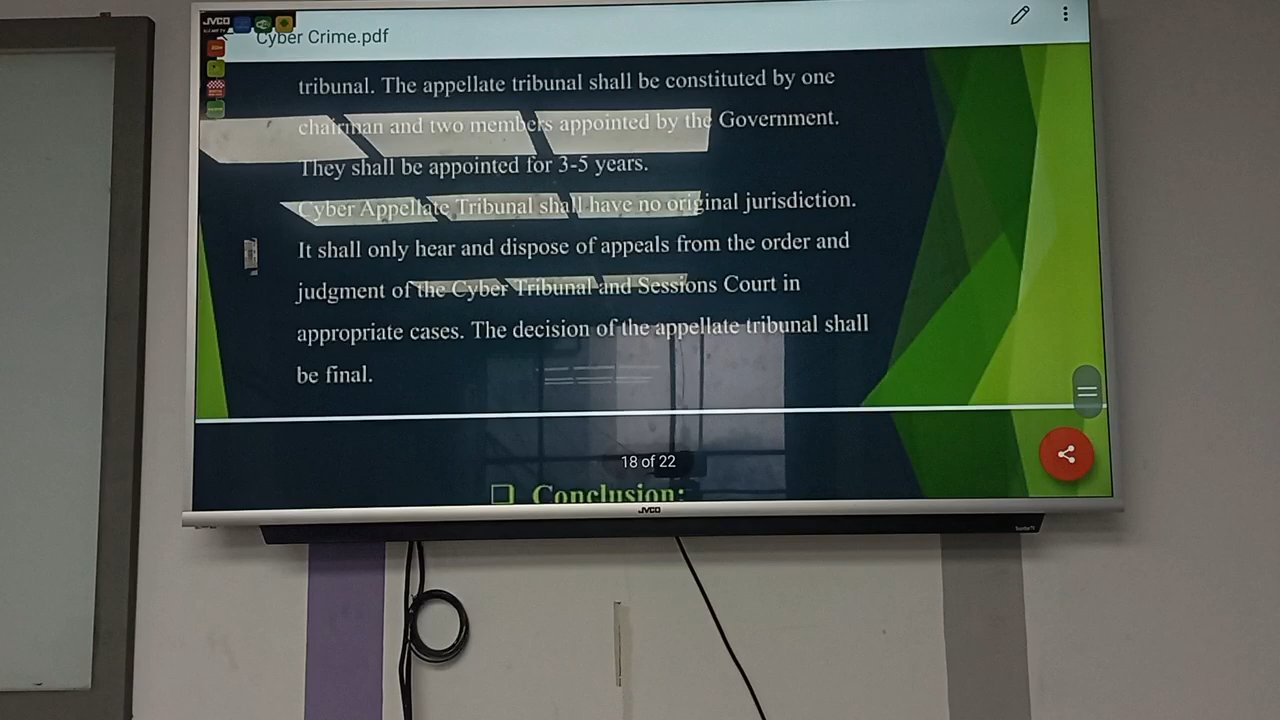 JVCO
Cyber Crime.pdf
tribunal. The appellate tribunal shall be constituted by one
chairman and two members appointed by the Government.
They shall be appointed for 3-5 years.
Cyber Appellate Tribunal shall have no original jurisdiction.
It shall only hear and dispose of appeals from the order and
judgment of the Cyber Tribunal and Sessions Court in
appropriate cases. The decision of the appellate tribunal shall
be final.
18 of 22
❑ Conclusion:
JVCO